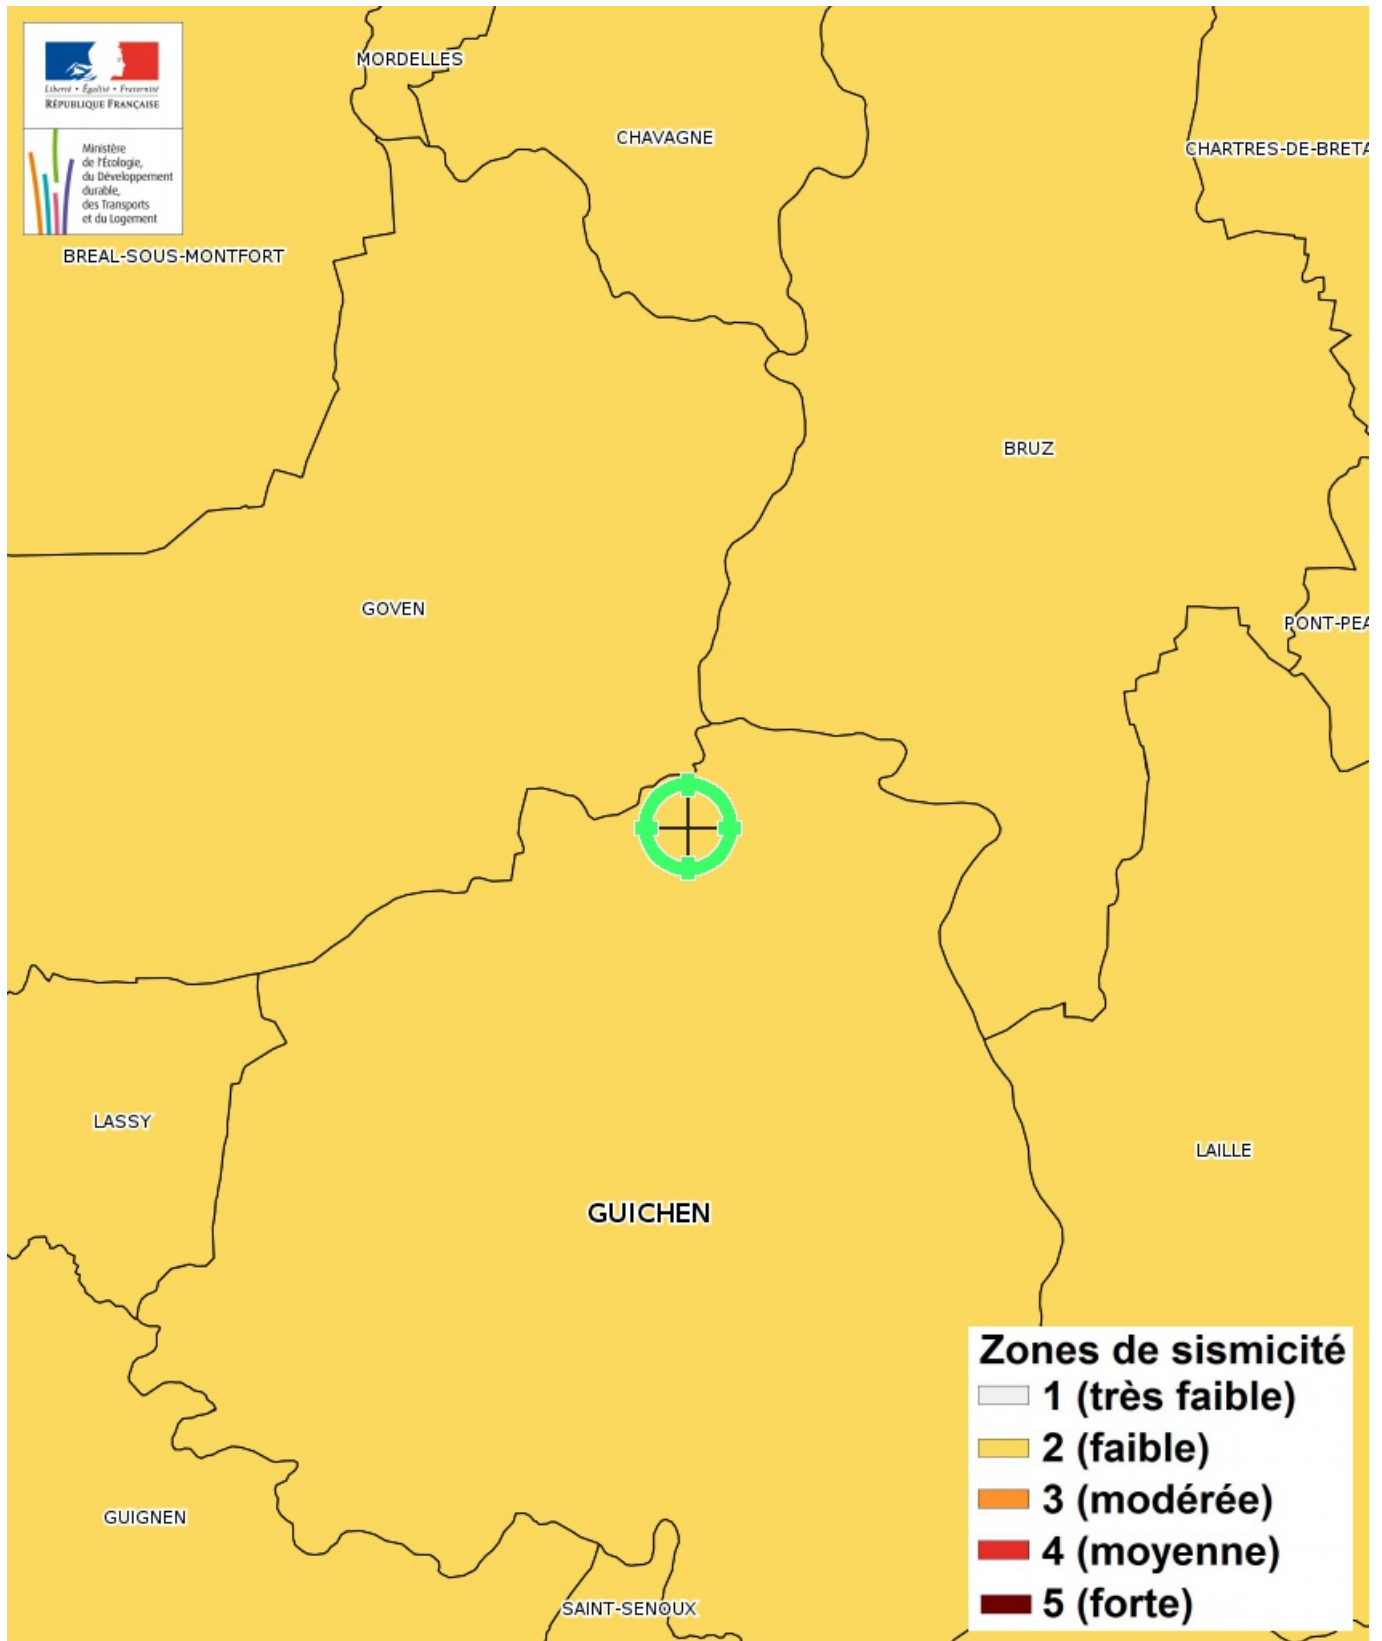 Liberté • Égalité • Fraternité
RÉPUBLIQUE FRANÇAISE
Ministère
de l'Écologie,
du Développement
durable,
des Transports
et du Logement
MORDELLES
CHAVAGNE
CHARTRES-DE-BRETA
BREAL-SOUS-MONTFORT
BRUZ
GOVEN
PONT-PEA
LASSY
LAILLE
GUICHEN
GUIGNEN
SAINT-SENOUX
Zones de sismicité
1 (très faible)
2 (faible)
3 (modérée)
4 (moyenne)
5 (forte)